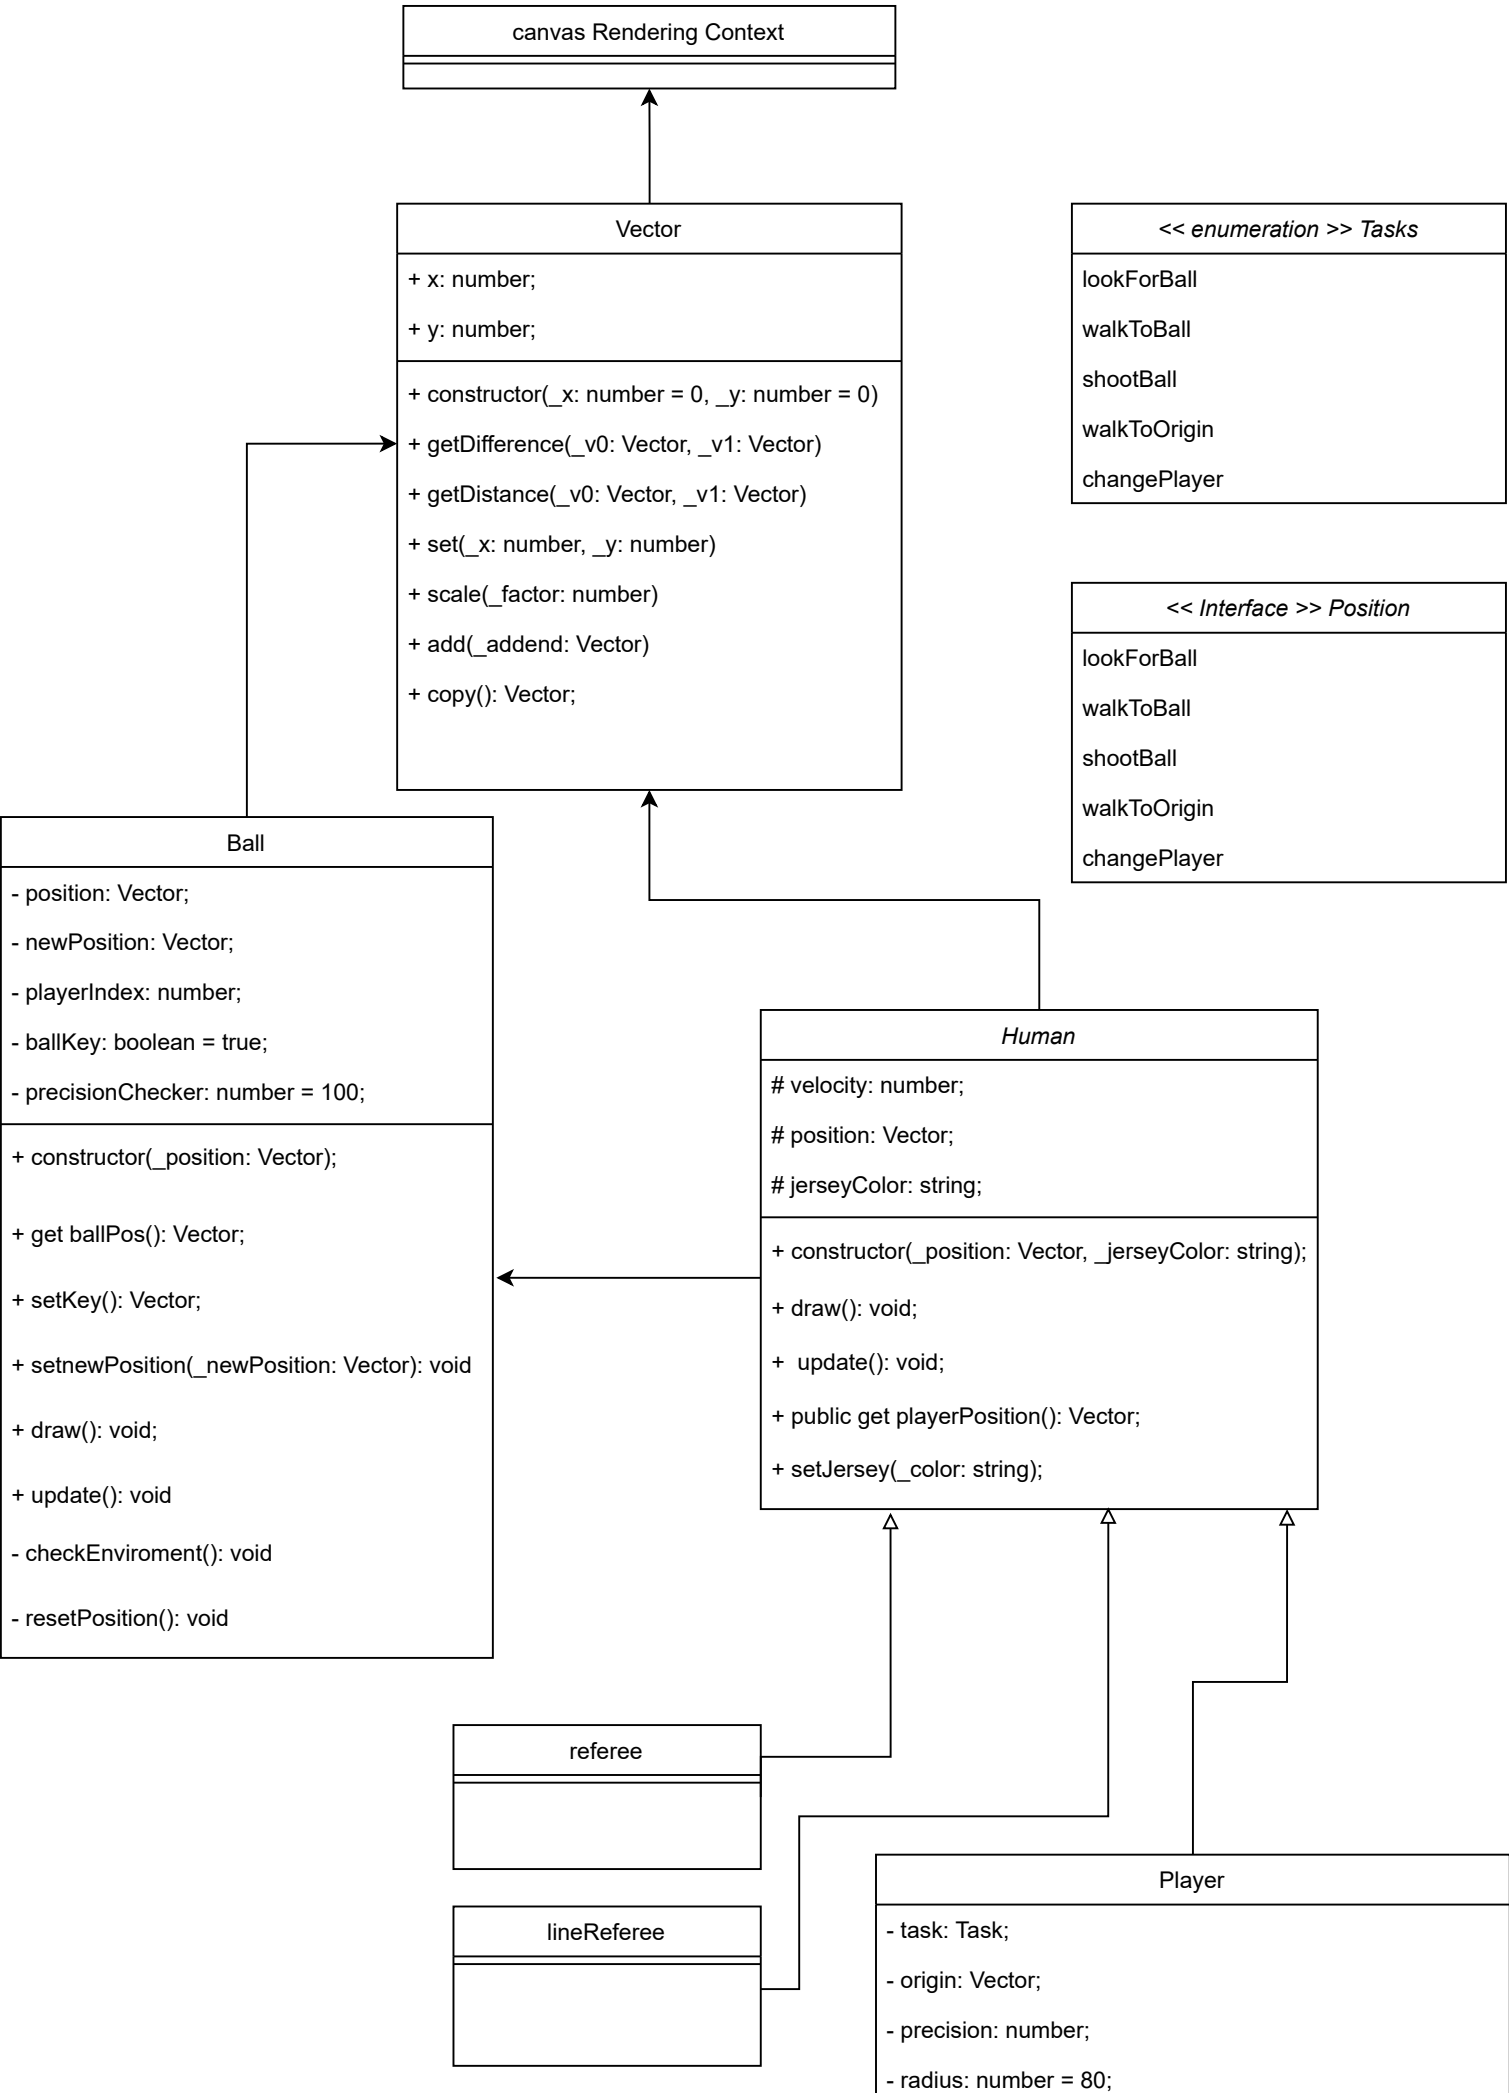 canvas Rendering Context
Vector
+ x: number;
+ y: number;
+ constructor(_x: number = 0, _y: number = 0)
+ getDifference(_v0: Vector, _v1: Vector)
+ getDistance(_v0: Vector, _v1: Vector)
+ set(_x: number, _y: number)
+ scale(_factor: number)
+ add(_addend: Vector)
+ copy(): Vector;
<< enumeration >> Tasks
lookForBall
walkToBall
shootBall
walkToOrigin
changePlayer
<< Interface >> Position
lookForBall
walkToBall
shootBall
walkToOrigin
changePlayer
Ball
- position: Vector;
- newPosition: Vector;
- playerIndex: number;
- ballKey: boolean = true;
- precisionChecker: number = 100;
+ constructor(_position: Vector);
+ get ballPos(): Vector;
+ setKey(): Vector;
+ setnewPosition(_newPosition: Vector): void
+ draw(): void;
+ update(): void
- checkEnviroment(): void
- resetPosition(): void
Human
# velocity: number;
# position: Vector;
# jerseyColor: string;
+ constructor(_position: Vector, _jerseyColor: string);
+ draw(): void;
+  update(): void;
+ public get playerPosition(): Vector;
+ setJersey(_color: string);
referee
lineReferee
Player
- task: Task;
- origin: Vector;
- precision: number;
- radius: number = 80;